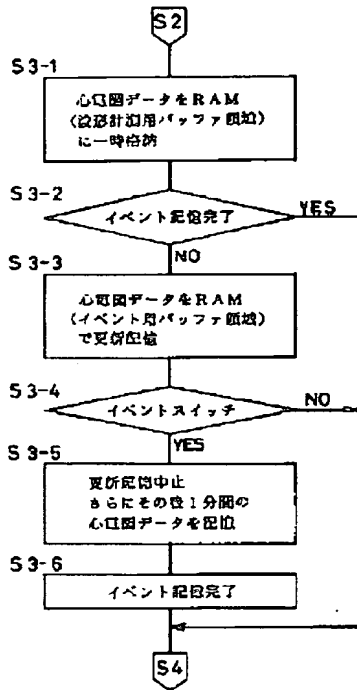 S2
S3-1
心電図データをRAM
(波形計測用バッファ領域)
に一時格納
S3-2
イベント記憶完了
YES
NO
S3-3
心電図データをRAM
(イベント用バッファ領域)
で更新記憶
S3-4
イベントスイッチ
NO
YES
S3-5
更新記憶中止
さらにその後1分間の
心電図データを記憶
S3-6
イベント記憶完了
S4